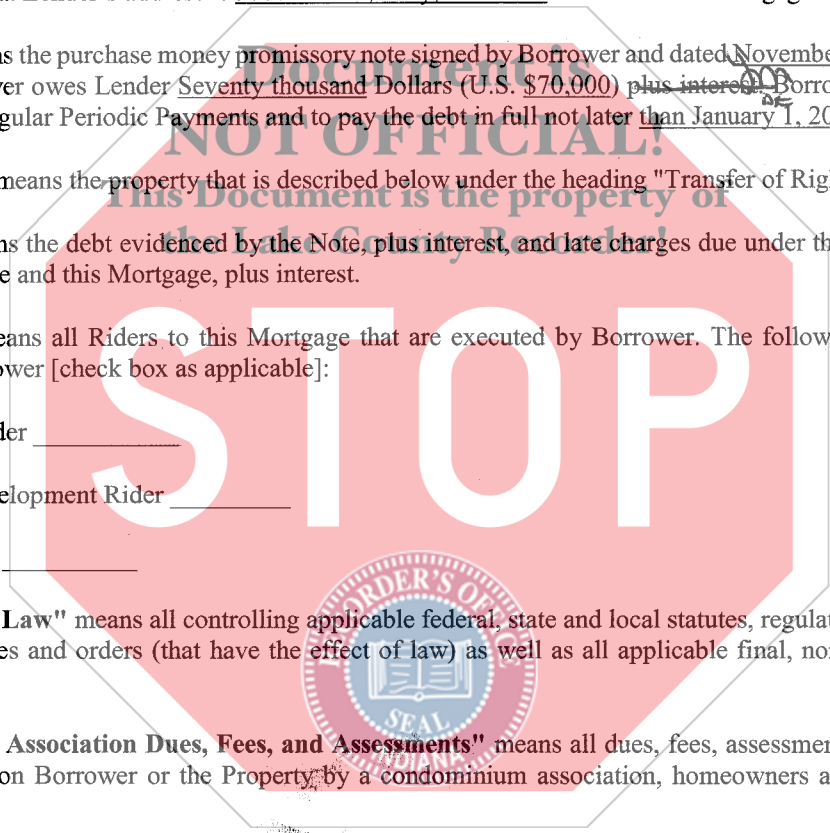 s the purchase money promissory note signed by Borrower and dated Novembe
er owes Lender Seventy thousand Dollars (U.S. $70,000) plus interest. Borro
DE
gular Periodic Payments and to pay the debt in full not later than January 1, 20
means the property that is described below under the heading "Transfer of Rig
ns the debt evidenced by the Note, plus interest, and late charges due under th
e and this Mortgage, plus interest.
eans all Riders to this Mortgage that are executed by Borrower. The follow
ower [check box as applicable]:
der
elopment Rider
Law" means all controlling applicable federal, state and local statutes, regulat
es and orders (that have the effect of law) as well as all applicable final, no
Association Dues, Fees, and Assessments" means all dues, fees, assessmen
on Borrower or the Property by a condominium association, homeowners a
Document is
NOT OFFICIAL!
This Document is the property of
the Lake County Recorder!
STOP
RECORDER'S OFFICE
SEAL
INDIANA